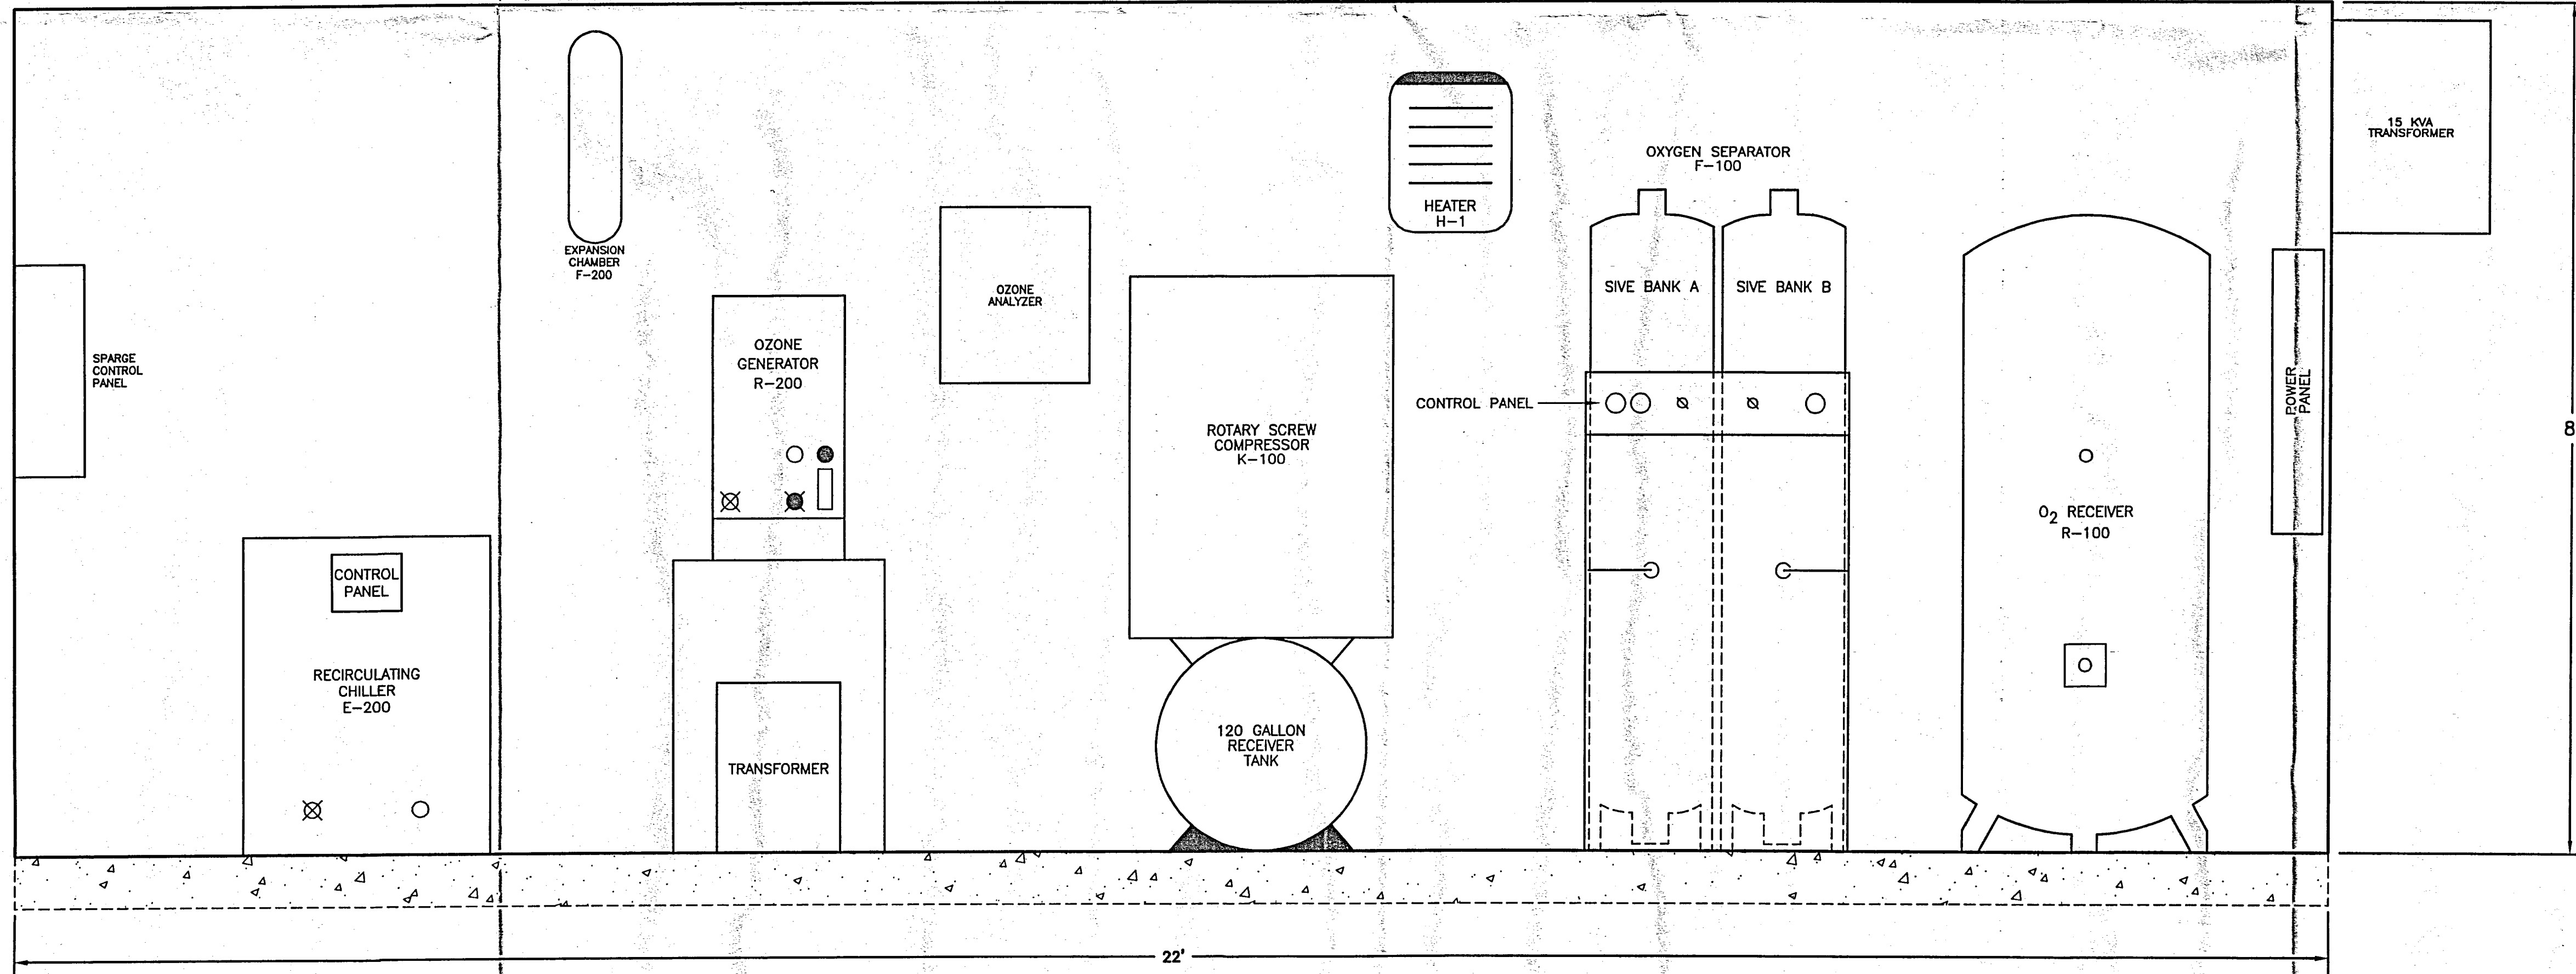 15 KVA
TRANSFORMER
OXYGEN SEPARATOR
F-100
HEATER
H-1
EXPANSION
CHAMBER
F-200
OZONE
ANALYZER
SIVE BANK A
SIVE BANK B
OZONE
GENERATOR
R-200
SPARGE
CONTROL
PANEL
POWER
PANEL
CONTROL PANEL
ROTARY SCREW
COMPRESSOR
K-100
8
O₂ RECEIVER
R-100
CONTROL
PANEL
RECIRCULATING
CHILLER
E-200
TRANSFORMER
120 GALLON
RECEIVER
TANK
22'